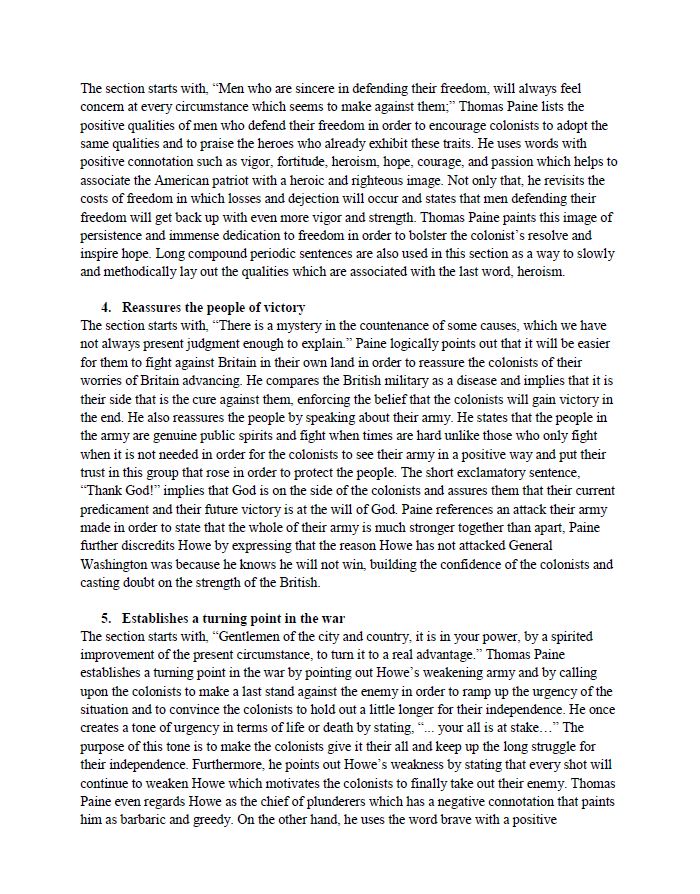 The section starts with, “Men who are sincere in defending their freedom, will always feel
concern at every circumstance which seems to make against them;” Thomas Paine lists the
positive qualities of men who defend their freedom in order to encourage colonists to adopt the
same qualities and to praise the heroes who already exhibit these traits. He uses words with
positive connotation such as vigor, fortitude, heroism, hope, courage, and passion which helps to
associate the American patriot with a heroic and righteous image. Not only that, he revisits the
costs of freedom in which losses and dejection will occur and states that men defending their
freedom will get back up with even more vigor and strength. Thomas Paine paints this image of
persistence and immense dedication to freedom in order to bolster the colonist’s resolve and
inspire hope. Long compound periodic sentences are also used in this section as a way to slowly
and methodically lay out the qualities which are associated with the last word, heroism.
4. Reassures the people of victory
The section starts with, “There is a mystery in the countenance of some causes, which we have
not always present judgment enough to explain.” Paine logically points out that it will be easier
for them to fight against Britain in their own land in order to reassure the colonists of their
worries of Britain advancing. He compares the British military as a disease and implies that it is
their side that is the cure against them, enforcing the belief that the colonists will gain victory in
the end. He also reassures the people by speaking about their army. He states that the people in
the army are genuine public spirits and fight when times are hard unlike those who only fight
when it is not needed in order for the colonists to see their army in a positive way and put their
trust in this group that rose in order to protect the people. The short exclamatory sentence,
“Thank God!” implies that God is on the side of the colonists and assures them that their current
predicament and their future victory is at the will of God. Paine references an attack their army
made in order to state that the whole of their army is much stronger together than apart, Paine
further discredits Howe by expressing that the reason Howe has not attacked General
Washington was because he knows he will not win, building the confidence of the colonists and
casting doubt on the strength of the British.
5. Establishes a turning point in the war
The section starts with, “Gentlemen of the city and country, it is in your power, by a spirited
improvement of the present circumstance, to turn it to a real advantage.” Thomas Paine
establishes a turning point in the war by pointing out Howe’s weakening army and by calling
upon the colonists to make a last stand against the enemy in order to ramp up the urgency of the
situation and to convince the colonists to hold out a little longer for their independence. He once
creates a tone of urgency in terms of life or death by stating, “... your all is at stake…” The
purpose of this tone is to make the colonists give it their all and keep up the long struggle for
their independence. Furthermore, he points out Howe’s weakness by stating that every shot will
continue to weaken Howe which motivates the colonists to finally take out their enemy. Thomas
Paine even regards Howe as the chief of plunderers which has a negative connotation that paints
him as barbaric and greedy. On the other hand, he uses the word brave with a positive